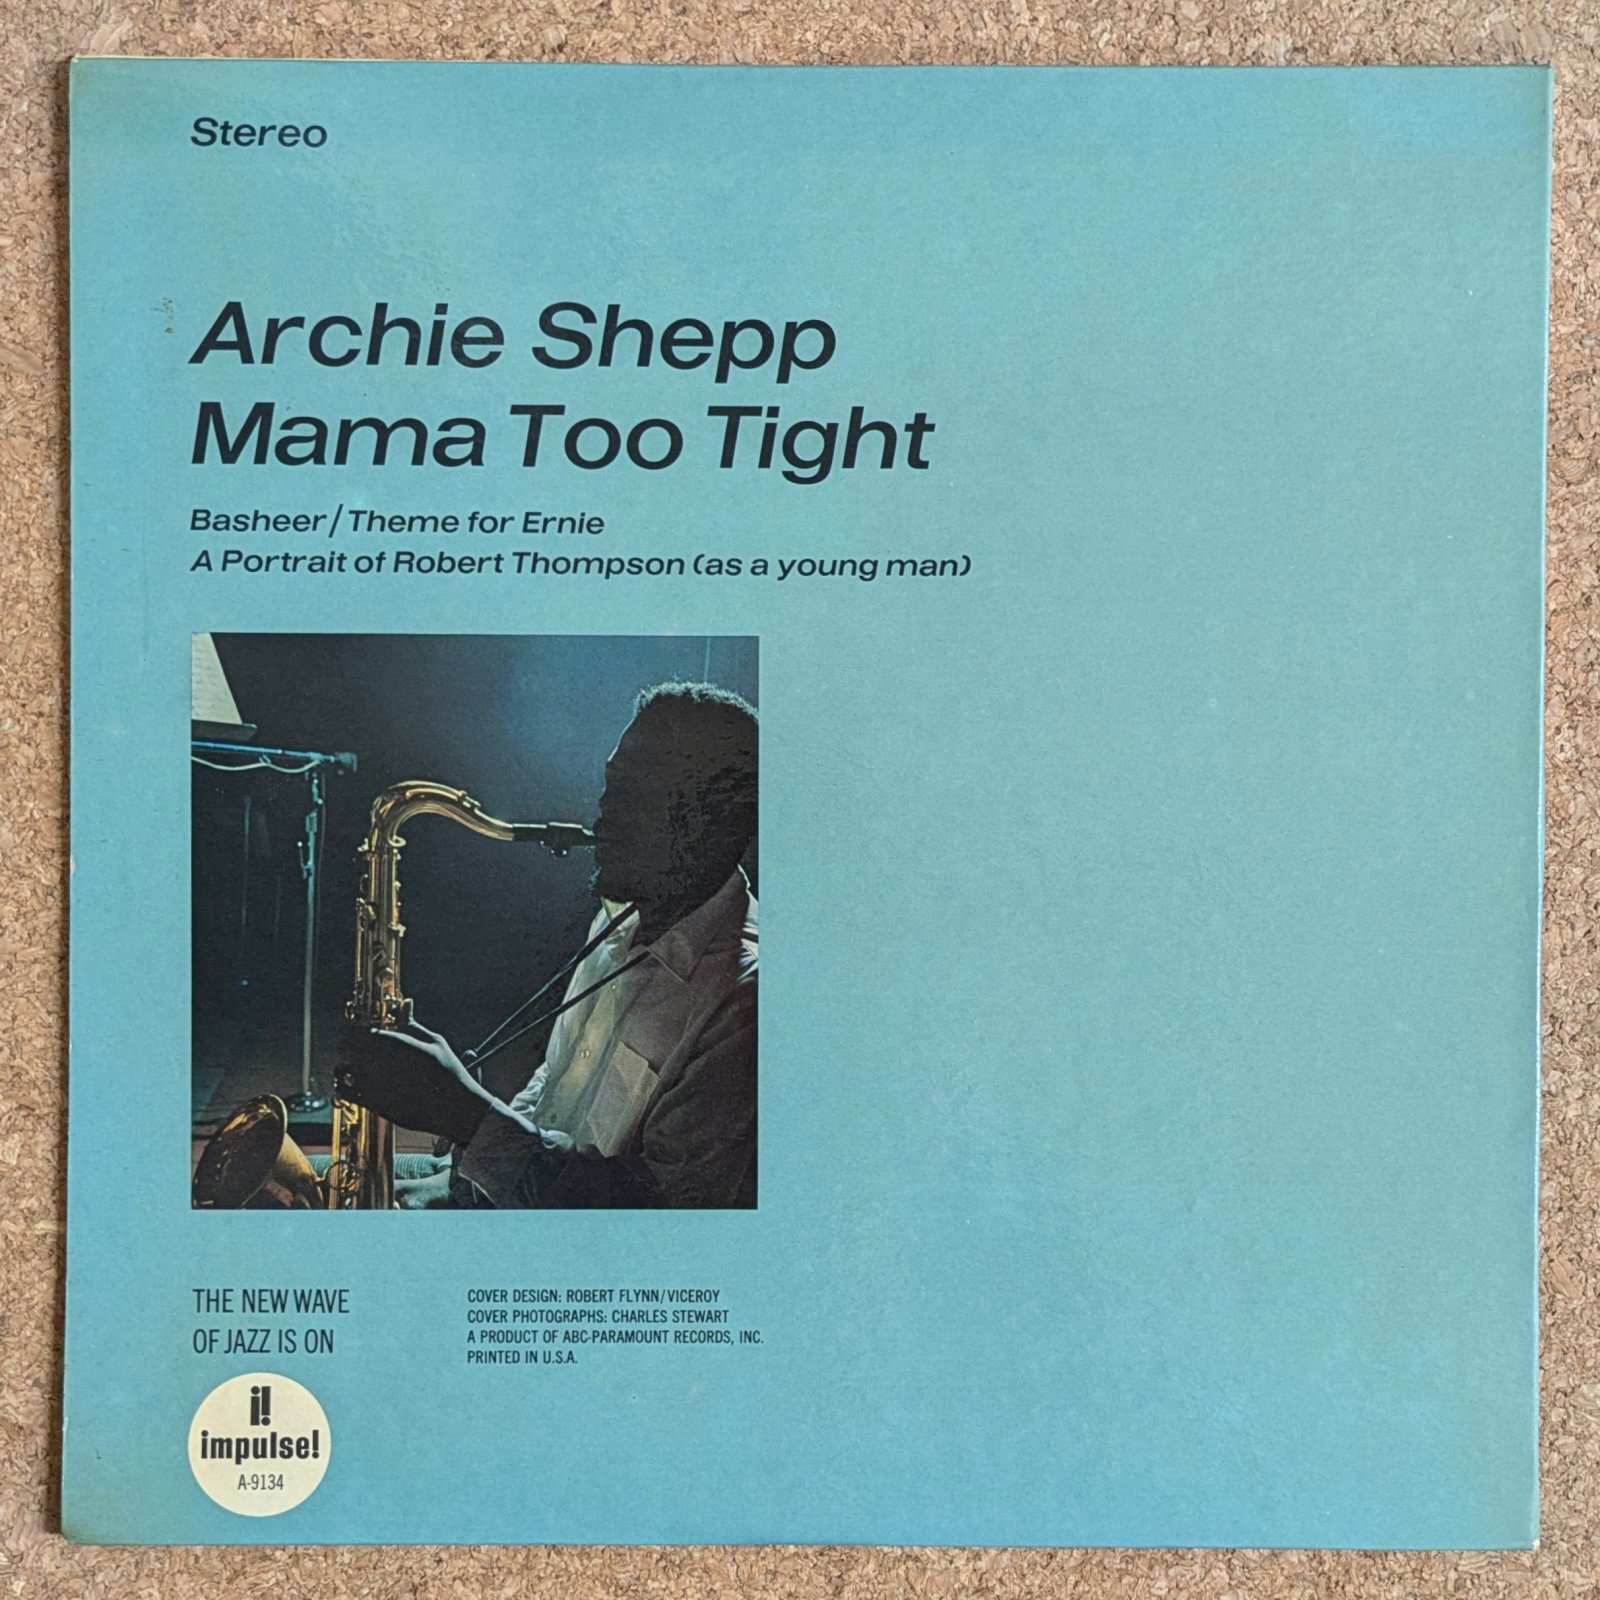 Stereo
Archie Shepp
Mama Too Tight
Basheer/Theme for Ernie
A Portrait of Robert Thompson (as a young man)
THE NEW WAVE
OF JAZZ IS ON
i!
impulse!
A-9134
COVER DESIGN: ROBERT FLYNN/VICEROY
COVER PHOTOGRAPHS: CHARLES STEWART
A PRODUCT OF ABC-PARAMOUNT RECORDS, INC.
PRINTED IN U.S.A.